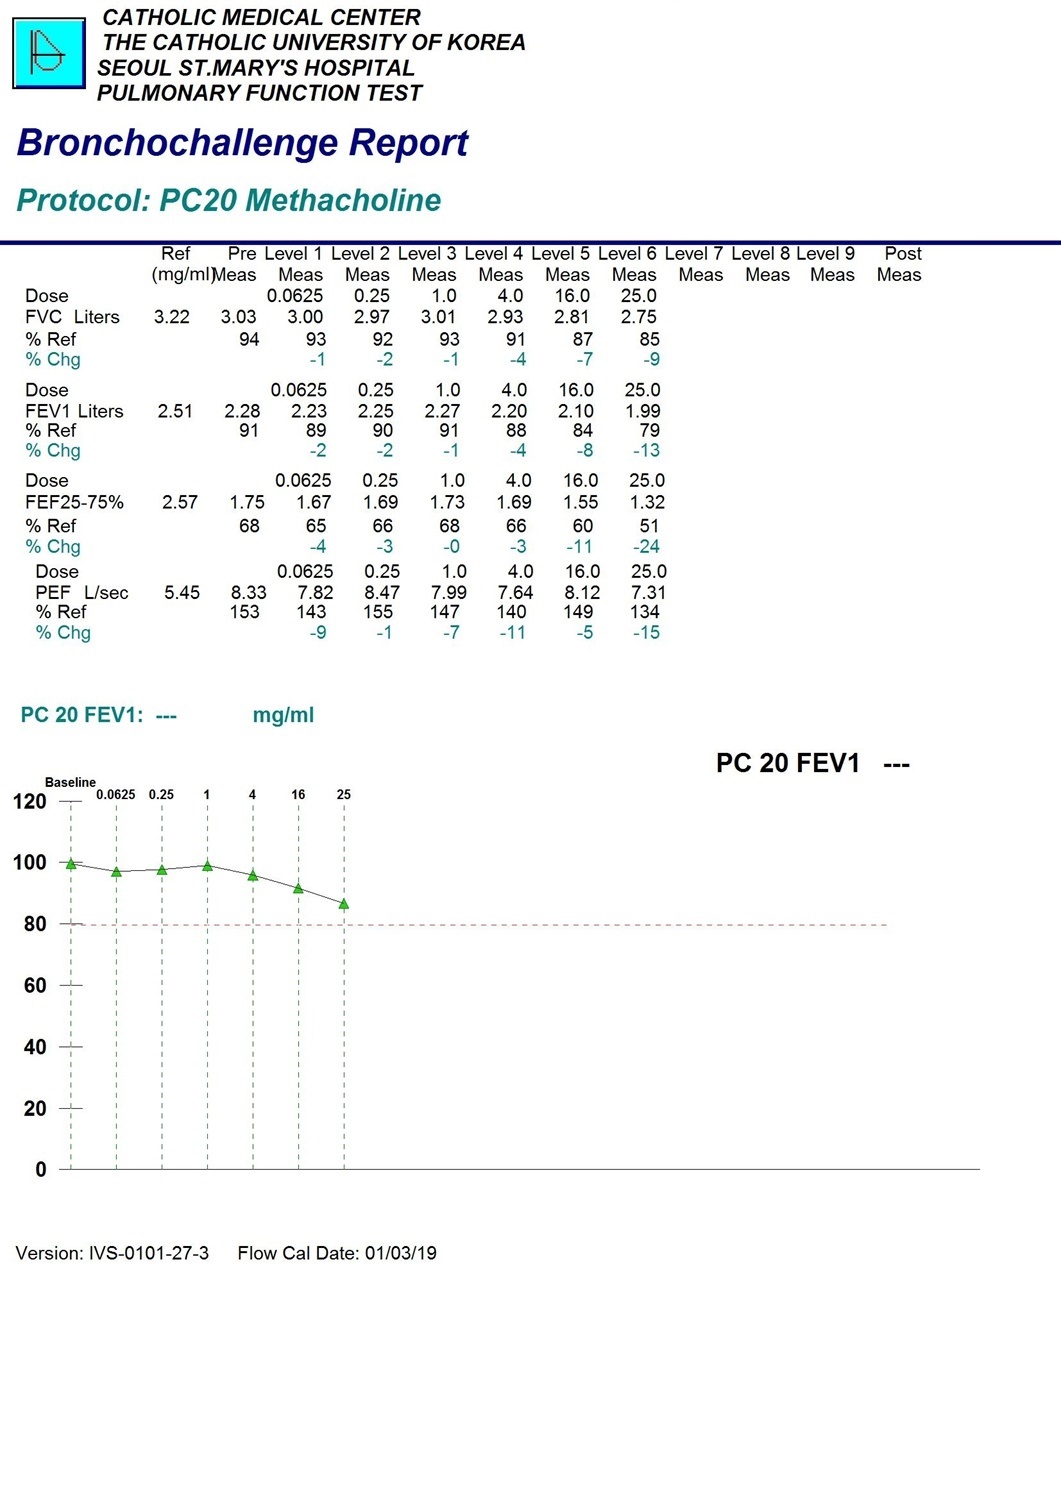 CATHOLIC MEDICAL CENTER
THE CATHOLIC UNIVERSITY OF KOREA
SEOUL ST.MARY'S HOSPITAL
PULMONARY FUNCTION TEST
Bronchochallenge Report
Protocol: PC20 Methacholine
Ref Pre Level 1 Level 2 Level 3 Level 4 Level 5 Level 6 Level 7 Level 8 Level 9 Post
(mg/ml) Meas Meas Meas Meas Meas Meas Meas Meas Meas Meas Meas
Dose 0.0625 0.25 1.0 4.0 16.0 25.0
FVC Liters 3.22 3.03 3.00 2.97 3.01 2.93 2.81 2.75
% Ref 94 93 92 93 91 87 85
% Chg -1 -2 -1 -4 -7 -9
Dose 0.0625 0.25 1.0 4.0 16.0 25.0
FEV1 Liters 2.51 2.28 2.23 2.25 2.27 2.20 2.10 1.99
% Ref 91 89 90 91 88 84 79
% Chg -2 -2 -1 -4 -8 -13
Dose 0.0625 0.25 1.0 4.0 16.0 25.0
FEF25-75% 2.57 1.75 1.67 1.69 1.73 1.69 1.55 1.32
% Ref 68 65 66 68 66 60 51
% Chg -4 -3 -0 -3 -11 -24
Dose 0.0625 0.25 1.0 4.0 16.0 25.0
PEF L/sec 5.45 8.33 7.82 8.47 7.99 7.64 8.12 7.31
% Ref 153 143 155 147 140 149 134
% Chg -9 -1 -7 -11 -5 -15
PC 20 FEV1: --- mg/ml
PC 20 FEV1 ---
Baseline 0.0625 0.25 1 4 16 25
120
100
80
60
40
20
0
Version: IVS-0101-27-3 Flow Cal Date: 01/03/19